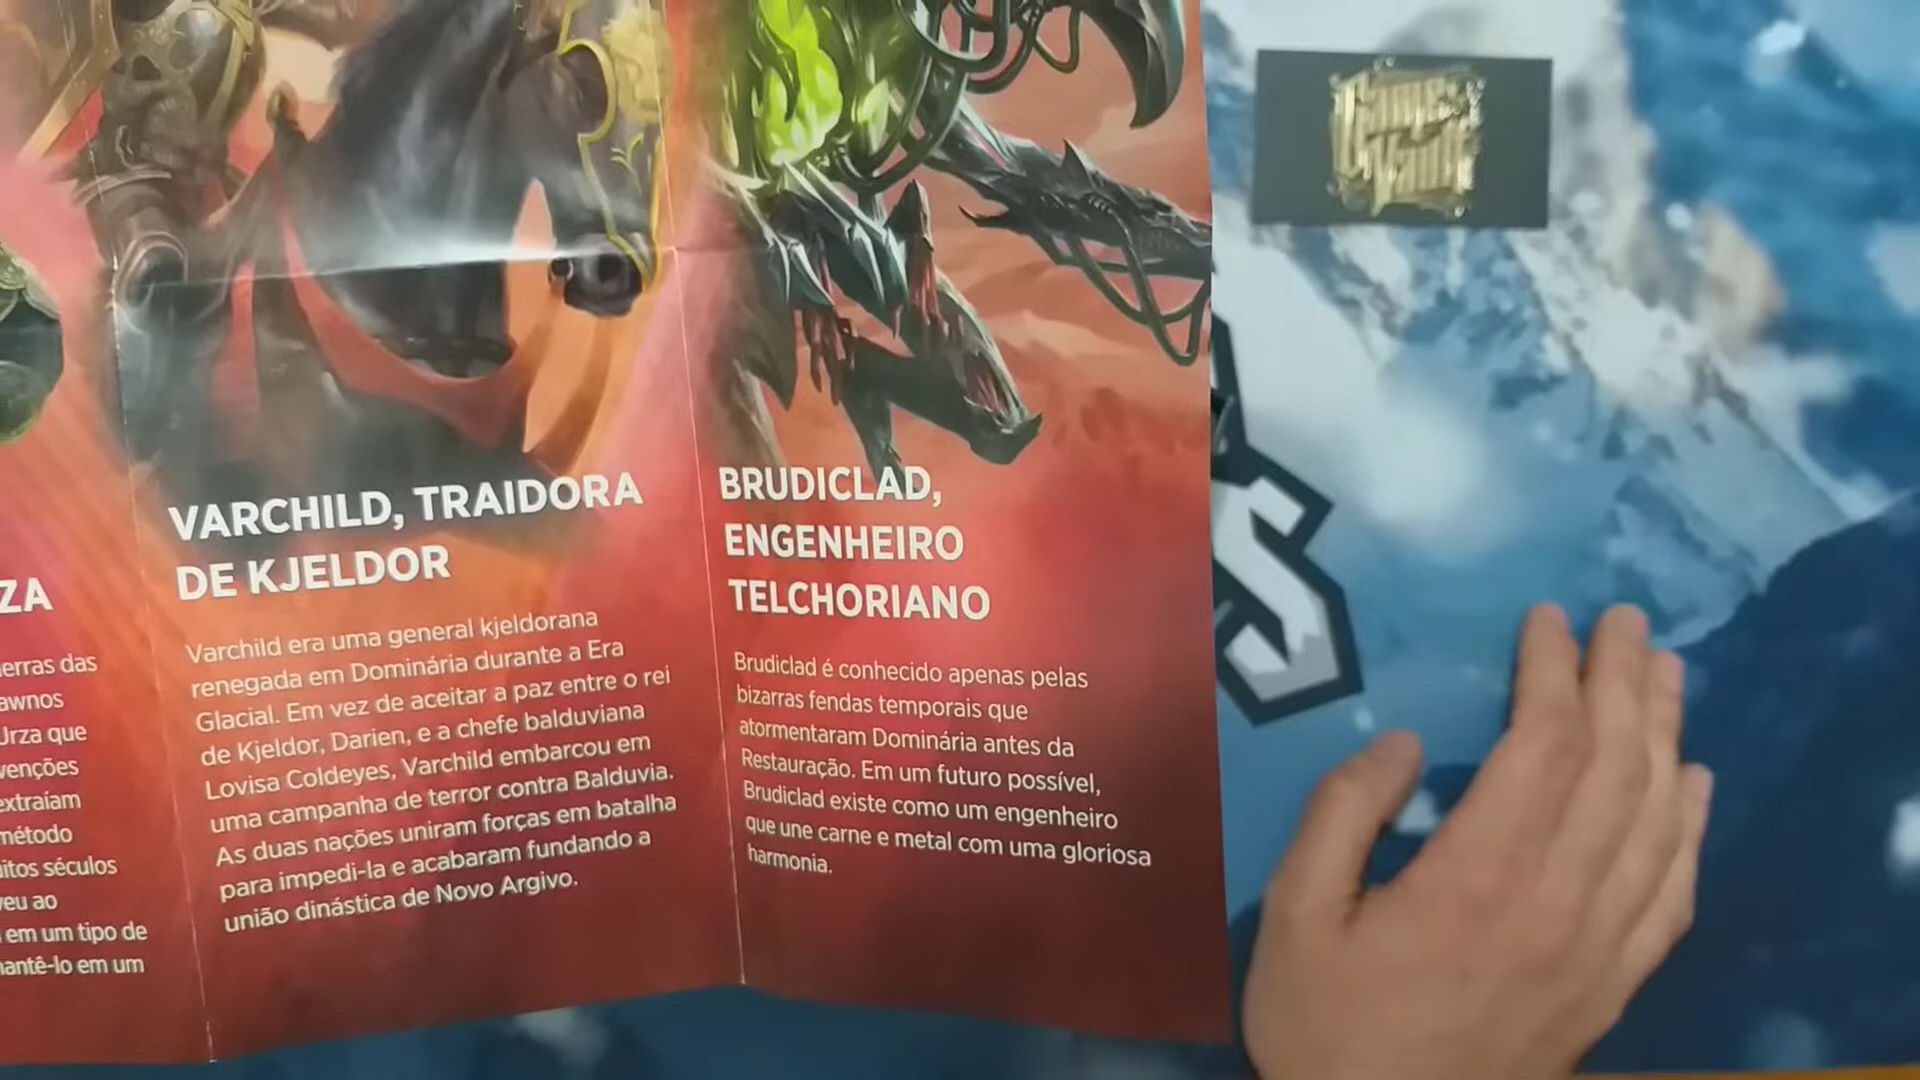 ZA
erras das
awnos
Urza que
venções
extraíam
método
itos séculos
veu ao
em um tipo de
mantê-lo em um
VARCHILD, TRAIDORA
DE KJELDOR
Varchild era uma general kjeldorana
renegada em Dominária durante a Era
Glacial. Em vez de aceitar a paz entre o rei
de Kjeldor, Darien, e a chefe balduviana
Lovisa Coldeyes, Varchild embarcou em
uma campanha de terror contra Balduvia.
As duas nações uniram forças em batalha
para impedi-la e acabaram fundando a
união dinástica de Novo Argivo.
BRUDICLAD,
ENGENHEIRO
TELCHORIANO
Brudiclad é conhecido apenas pelas
bizarras fendas temporais que
atormentaram Dominária antes da
Restauração. Em um futuro possível,
Brudiclad existe como um engenheiro
que une carne e metal com uma gloriosa
harmonia.
Game
Vault
S